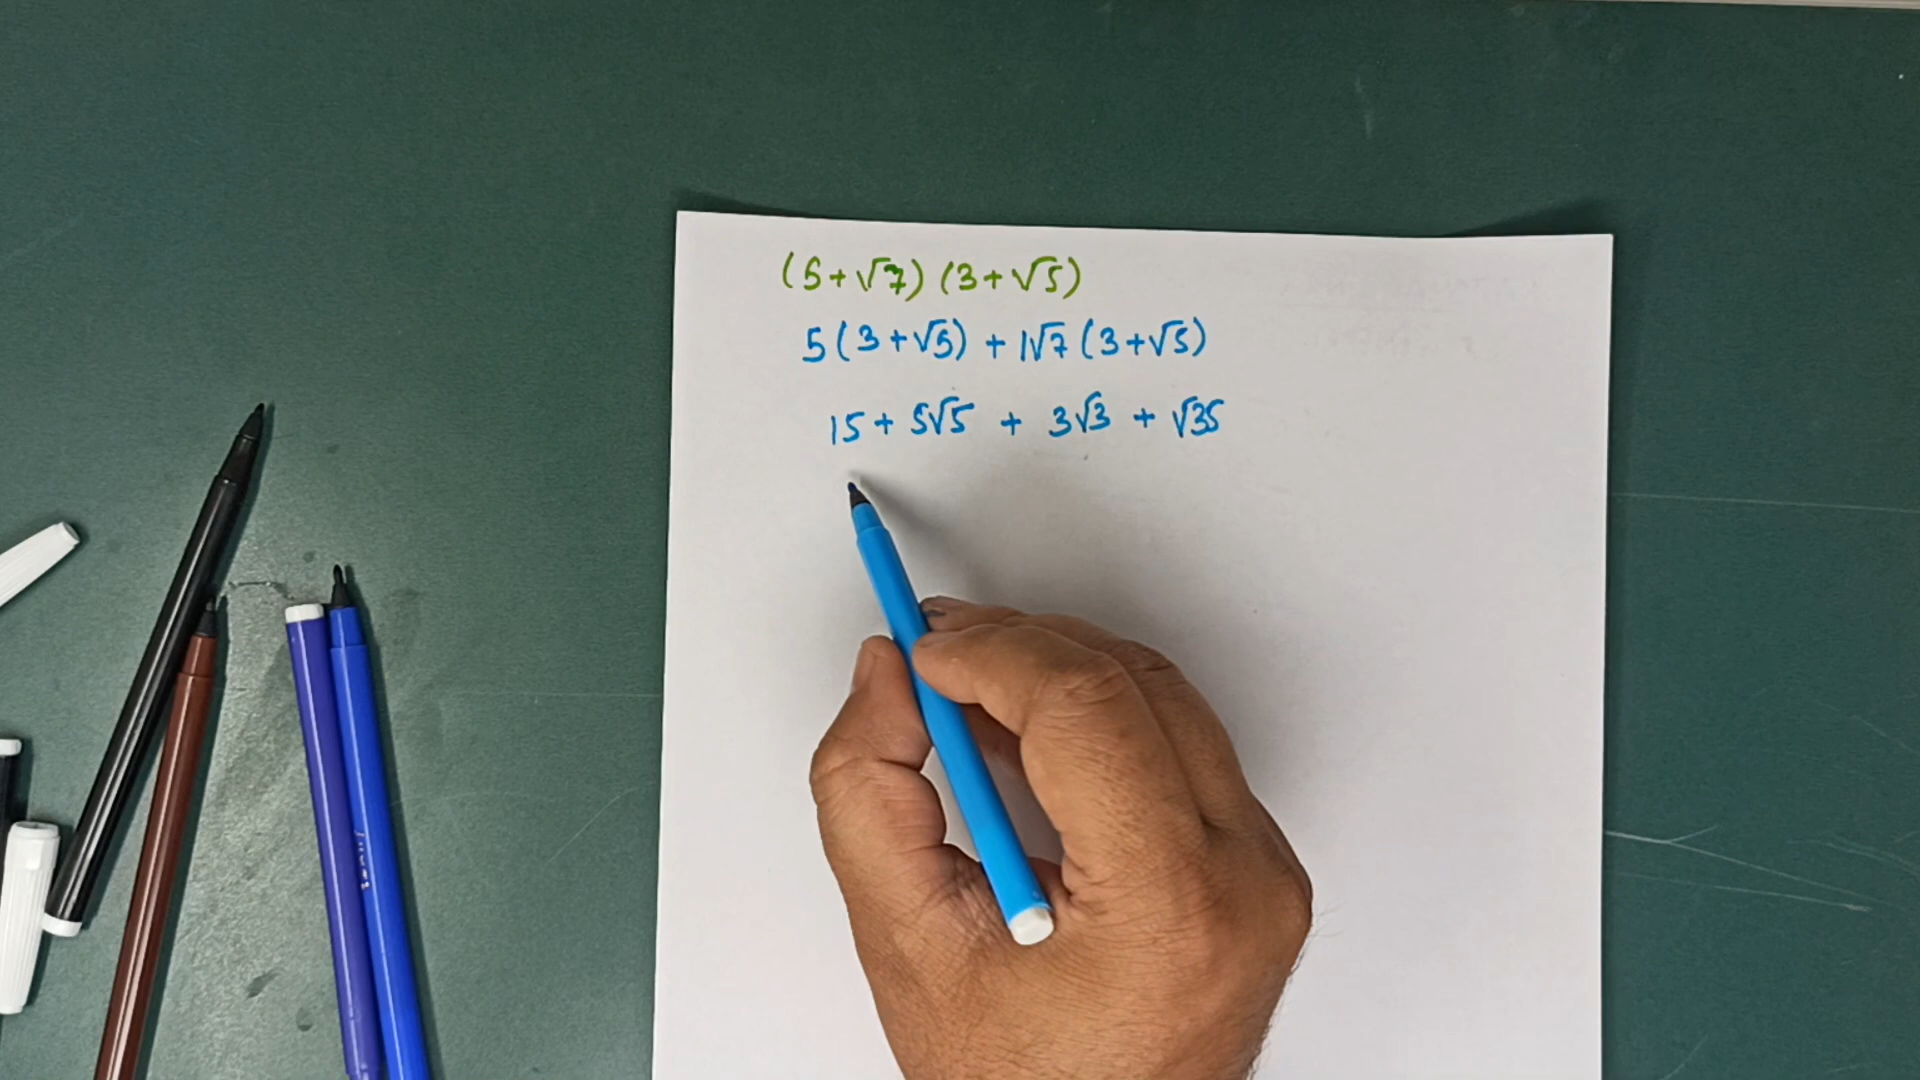 (5+√7) (3+√5)
5(3+√5) + 1√7(3+√5)
15 + 5√5 + 3√3 + √35